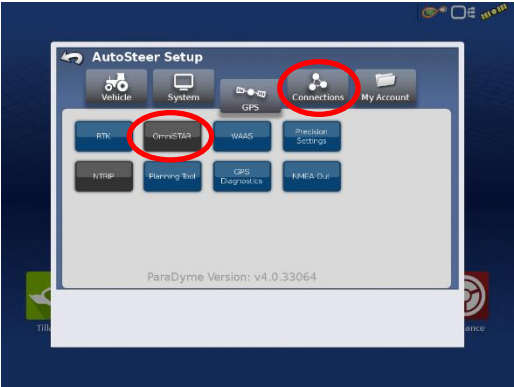 AutoSteer Setup
Vehicle
System
GPS
Connections
My Account
RTK
OmniSTAR
WAAS
Precision
Settings
NTRIP
Planning Tool
GPS
Diagnostics
NMEA Out
ParaDyme Version: v4.0.33064
Till
ance